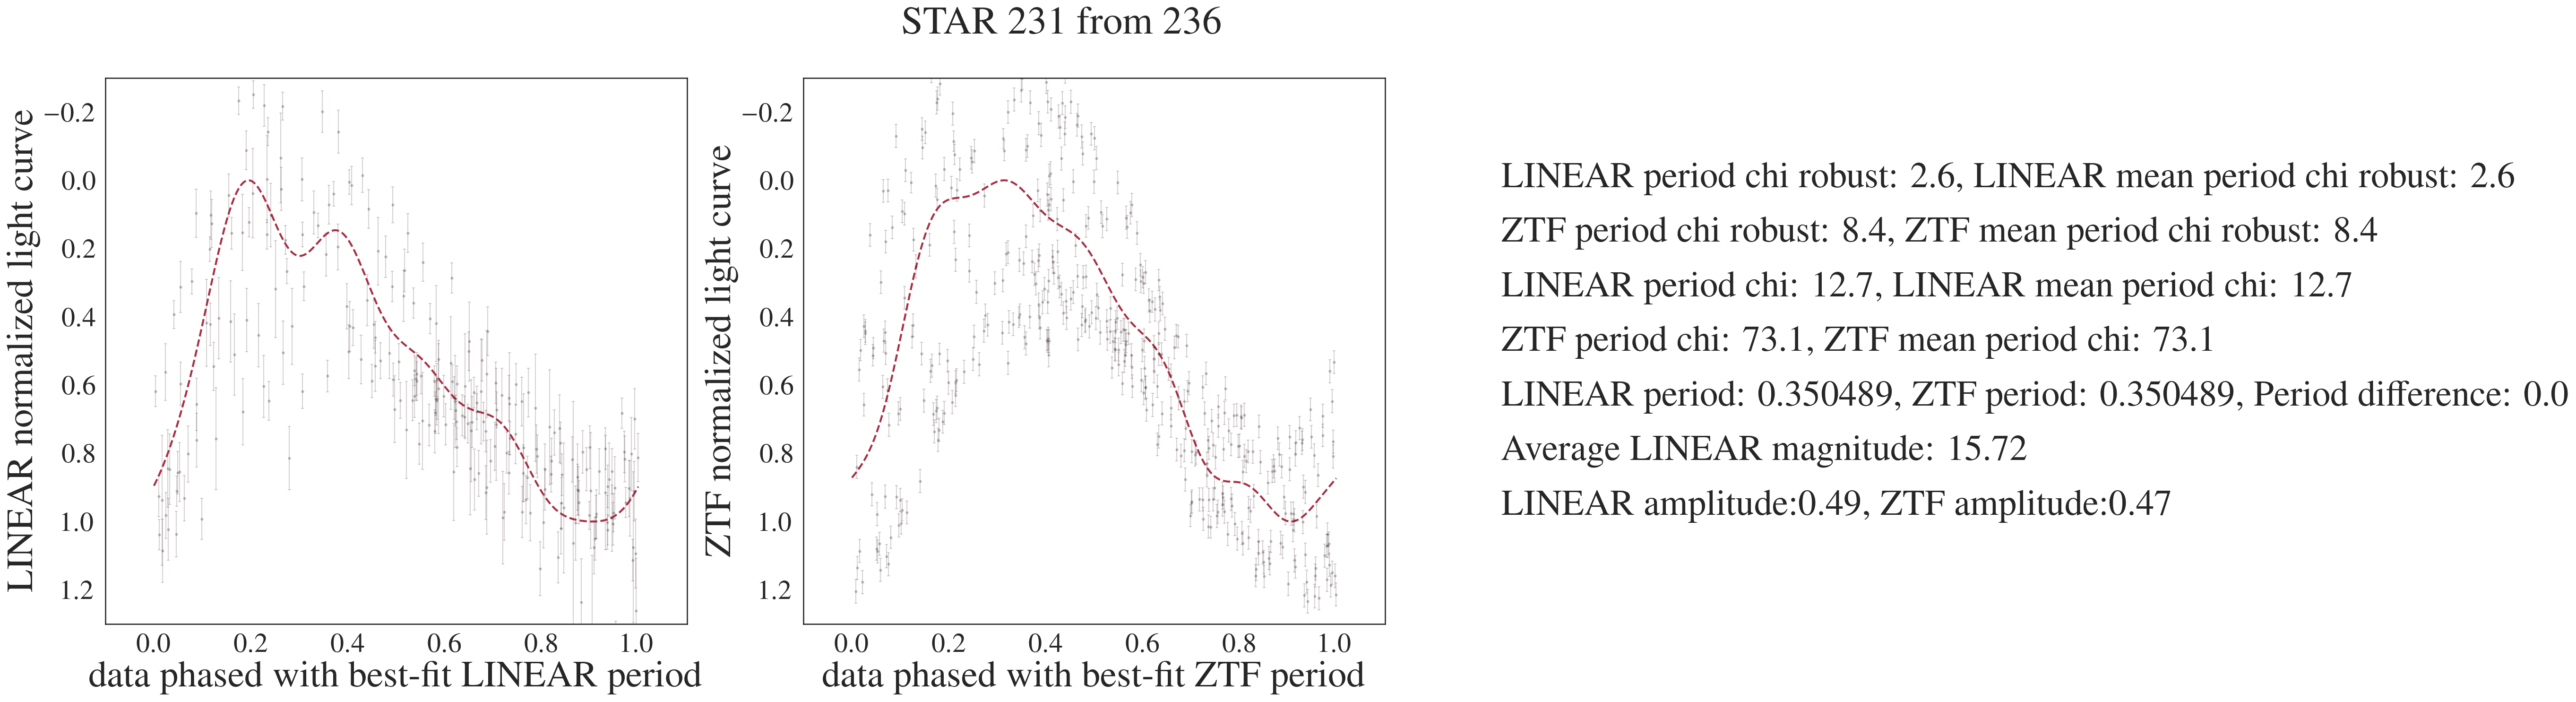 STAR 231 from 236
LINEAR normalized light curve
−0.2
0.0
0.2
0.4
0.6
0.8
1.0
1.2
0.0 0.2 0.4 0.6 0.8 1.0
data phased with best-fit LINEAR period
ZTF normalized light curve
−0.2
0.0
0.2
0.4
0.6
0.8
1.0
1.2
0.0 0.2 0.4 0.6 0.8 1.0
data phased with best-fit ZTF period
LINEAR period chi robust: 2.6, LINEAR mean period chi robust: 2.6
ZTF period chi robust: 8.4, ZTF mean period chi robust: 8.4
LINEAR period chi: 12.7, LINEAR mean period chi: 12.7
ZTF period chi: 73.1, ZTF mean period chi: 73.1
LINEAR period: 0.350489, ZTF period: 0.350489, Period difference: 0.0
Average LINEAR magnitude: 15.72
LINEAR amplitude:0.49, ZTF amplitude:0.47